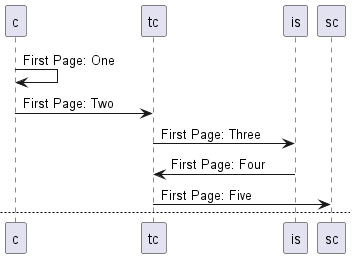 c tc is sc
First Page: One
First Page: Two
First Page: Three
First Page: Four
First Page: Five
c tc is sc